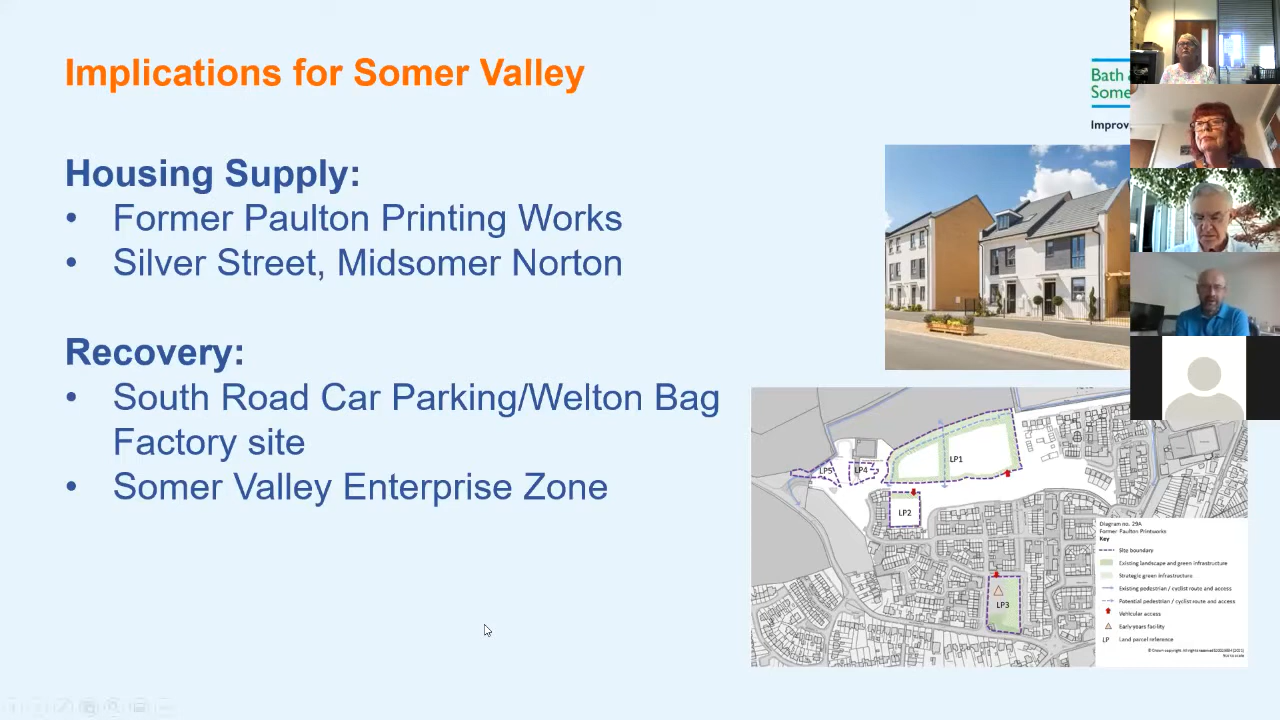 Implications for Somer Valley
Bath &
Some
Improv
Housing Supply:
• Former Paulton Printing Works
• Silver Street, Midsomer Norton
Recovery:
• South Road Car Parking/Welton Bag
Factory site
• Somer Valley Enterprise Zone
LP1
LP5
LP4
LP2
LP3
Diagram no. 29A
Former Paulton Printworks
Key
Site boundary
Existing landscape and green infrastructure
Strategic green infrastructure
Existing pedestrian / cyclist route and access
Potential pedestrian / cyclist route and access
Vehicular access
Early years facility
LP Land parcel reference